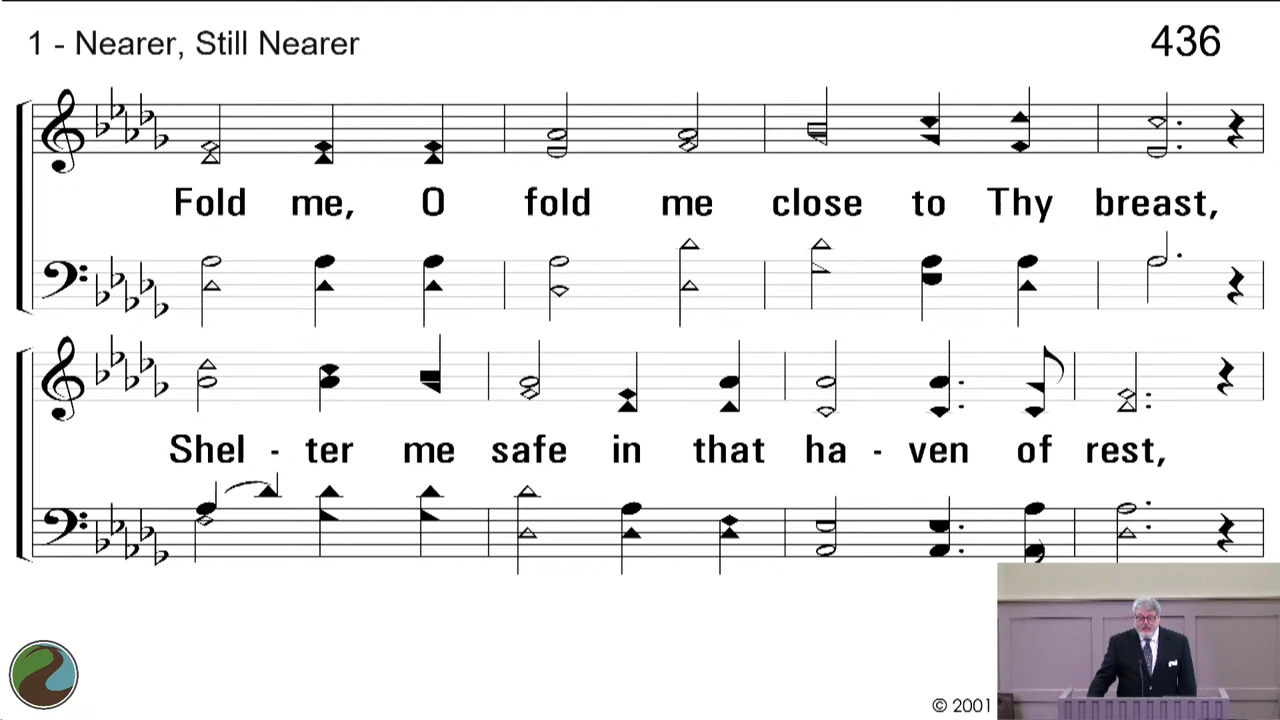 1 - Nearer, Still Nearer
436
Fold me, O fold me close to Thy breast,
Shel - ter me safe in that ha - ven of rest,
© 2001